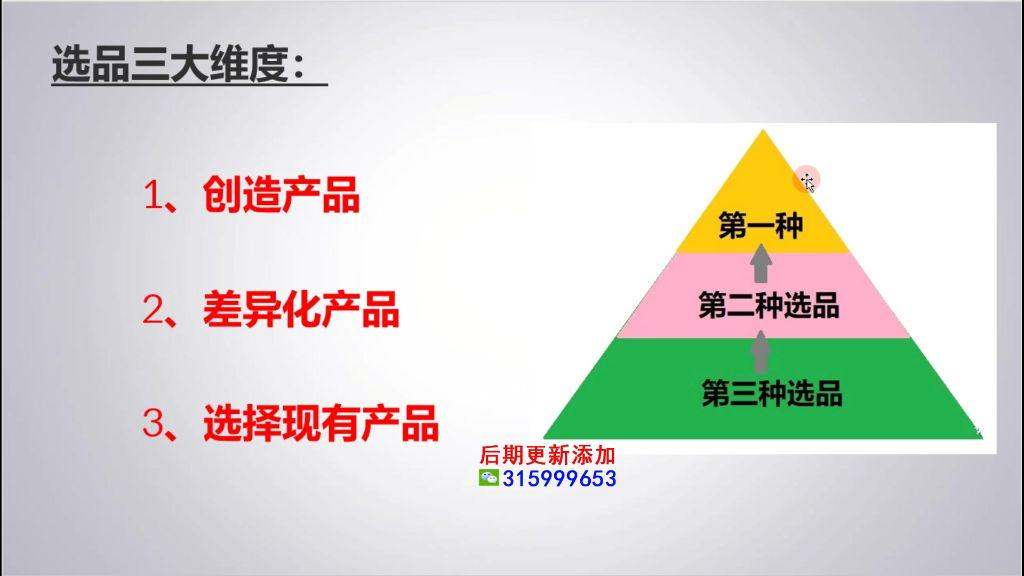 选品三大维度：
1、创造产品
2、差异化产品
3、选择现有产品
第一种
第二种选品
第三种选品
后期更新添加
315999653